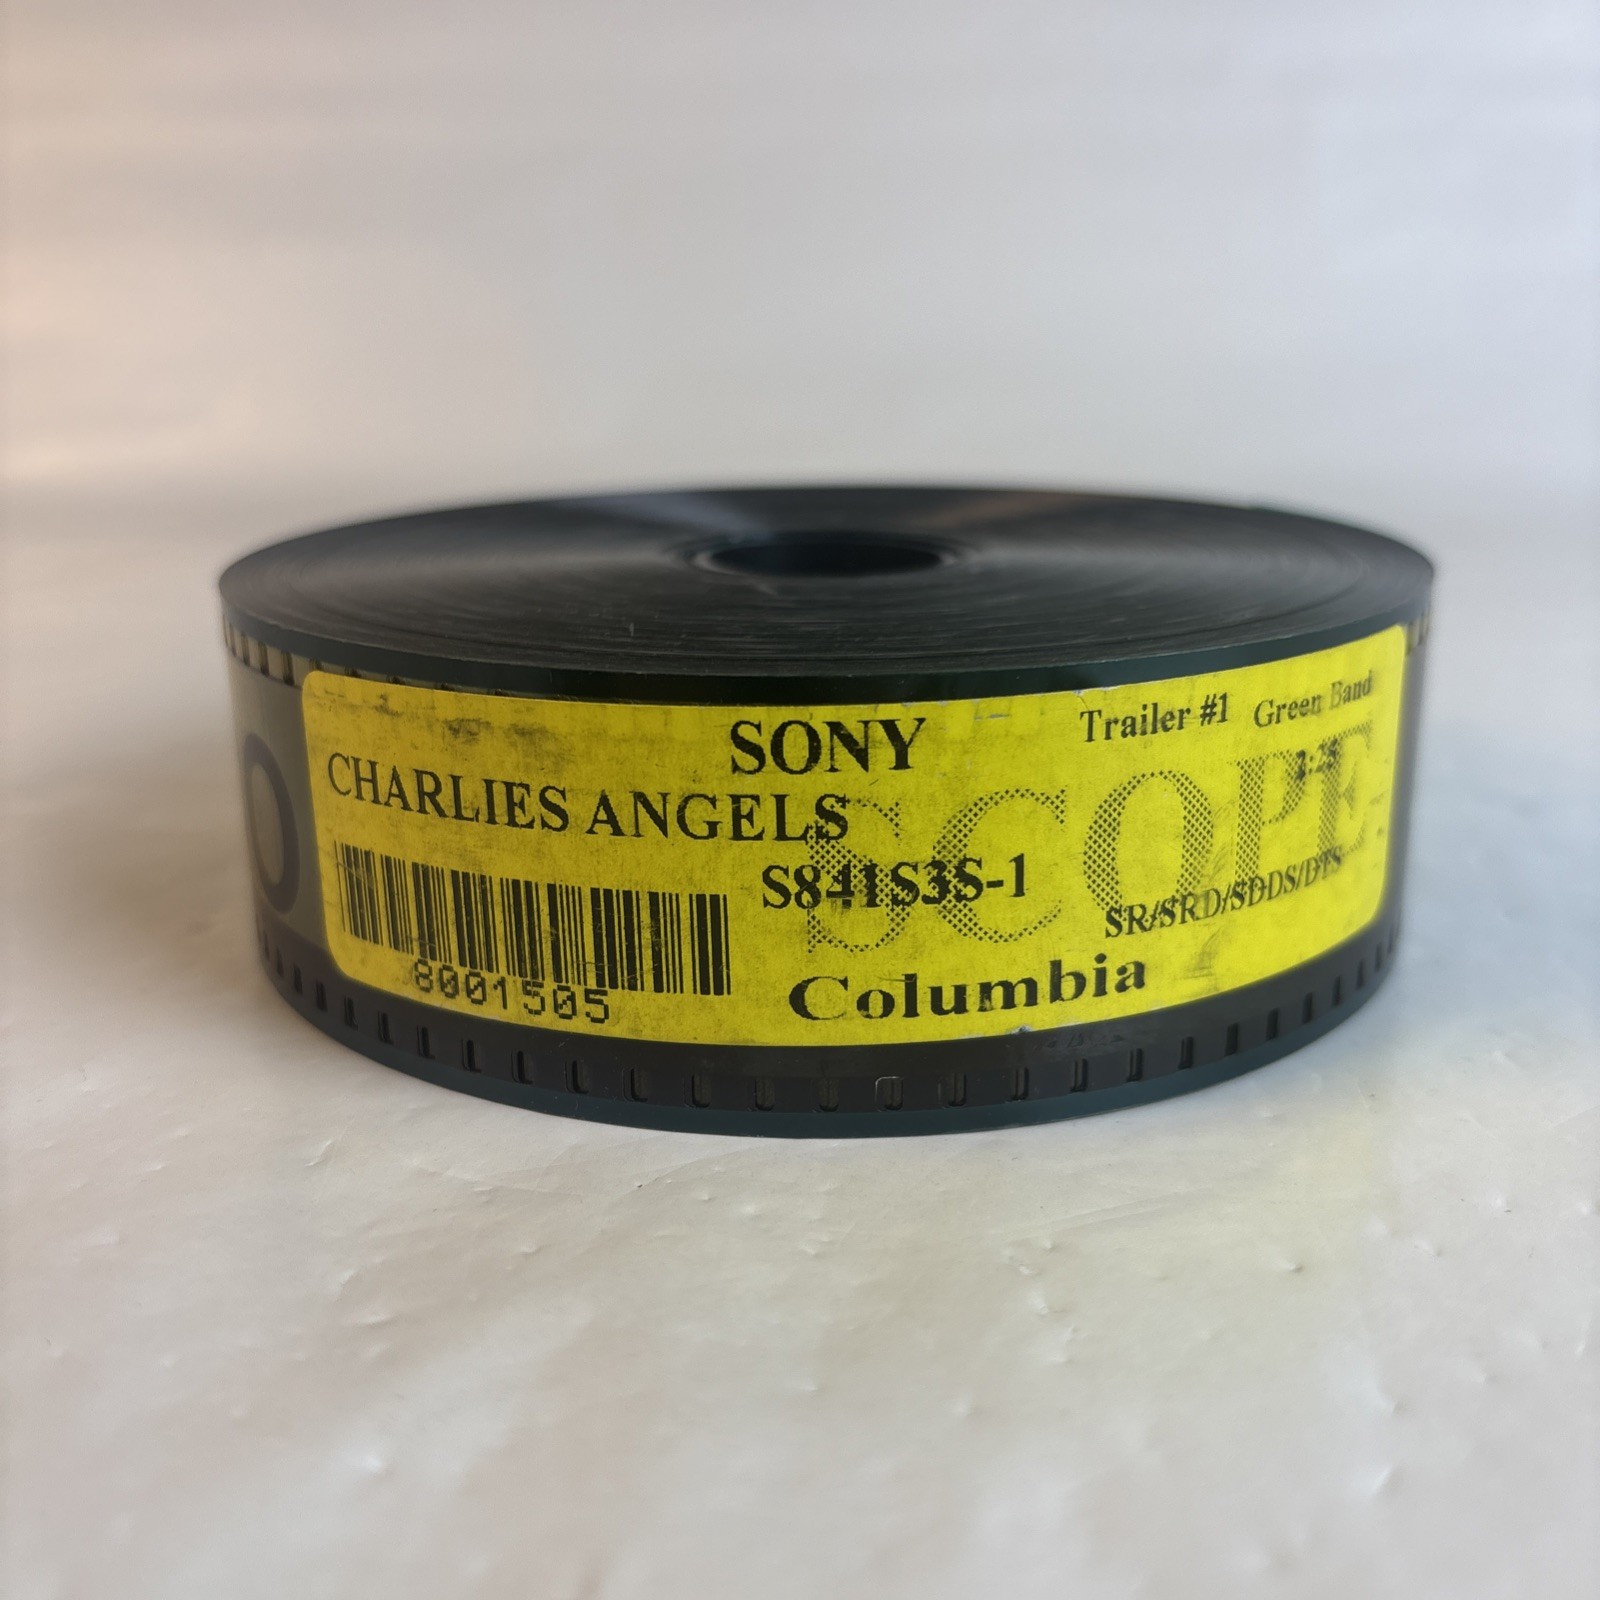 SONY
Trailer #1 Green Band
CHARLIES ANGELS
SCOPE
S841S3S-1
SR/SRD/SDDS/DTS
8001505
Columbia